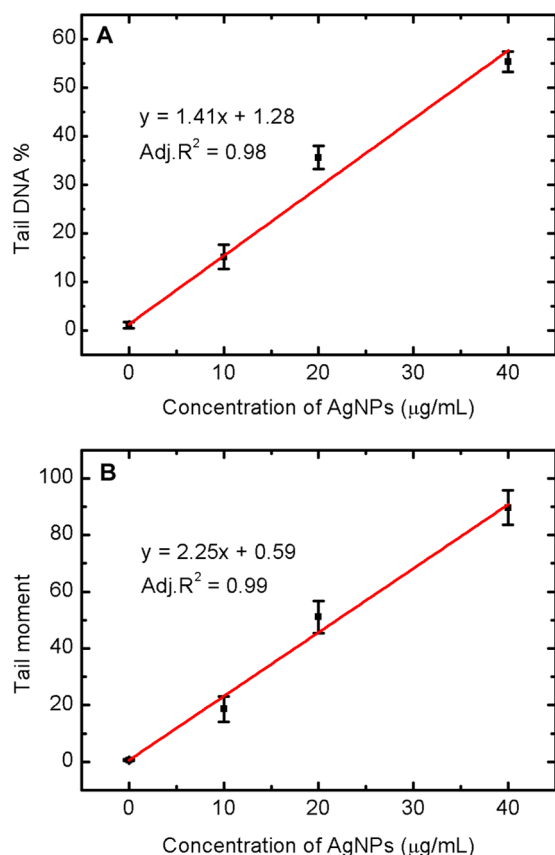 A
60
50
40
30
20
10
0
Tail DNA %
y = 1.41x + 1.28
Adj.R² = 0.98
0 10 20 30 40
Concentration of AgNPs (μg/mL)
B
100
80
60
40
20
0
Tail moment
y = 2.25x + 0.59
Adj.R² = 0.99
0 10 20 30 40
Concentration of AgNPs (μg/mL)